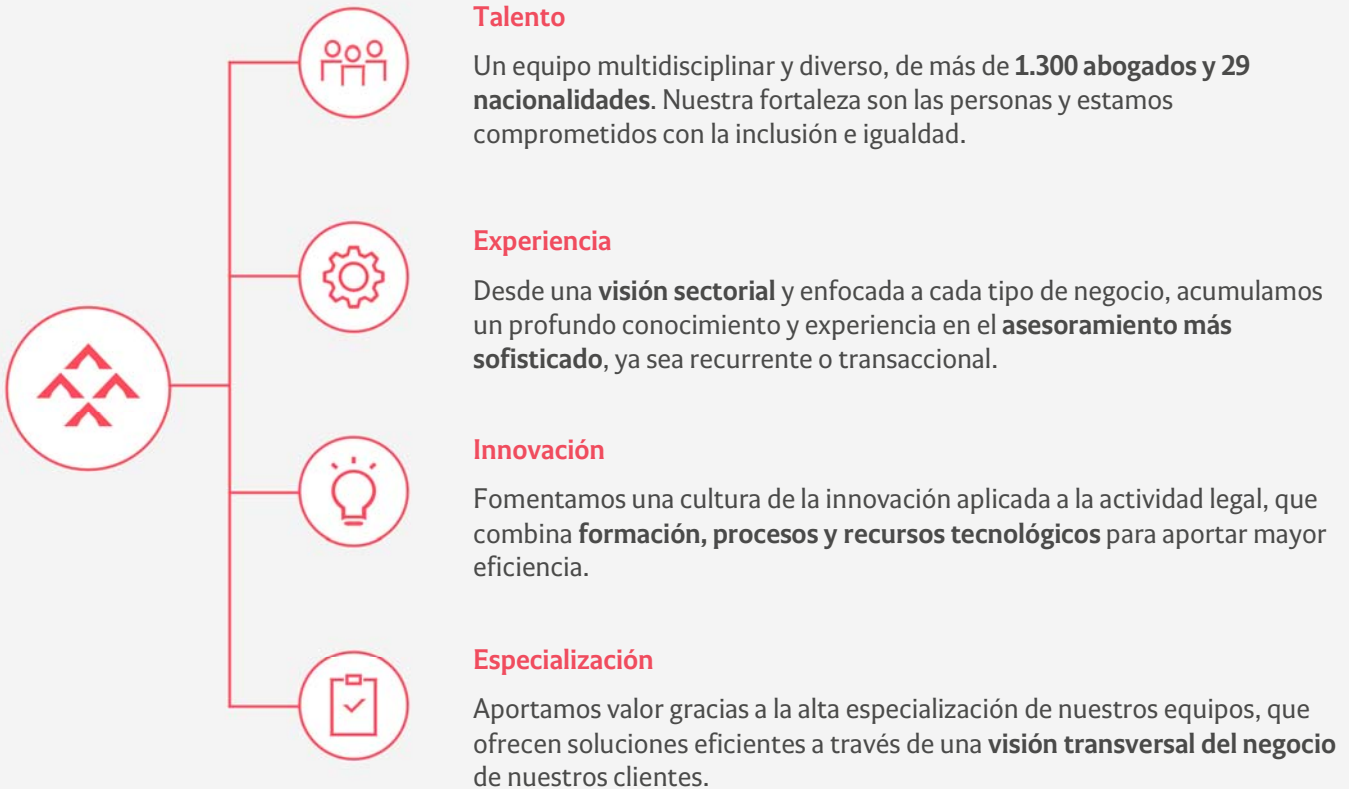 Talento
Un equipo multidisciplinar y diverso, de más de 1.300 abogados y 29
nacionalidades. Nuestra fortaleza son las personas y estamos
comprometidos con la inclusión e igualdad.
Experiencia
Desde una visión sectorial y enfocada a cada tipo de negocio, acumulamos
un profundo conocimiento y experiencia en el asesoramiento más
sofisticado, ya sea recurrente o transaccional.
Innovación
Fomentamos una cultura de la innovación aplicada a la actividad legal, que
combina formación, procesos y recursos tecnológicos para aportar mayor
eficiencia.
Especialización
Aportamos valor gracias a la alta especialización de nuestros equipos, que
ofrecen soluciones eficientes a través de una visión transversal del negocio
de nuestros clientes.